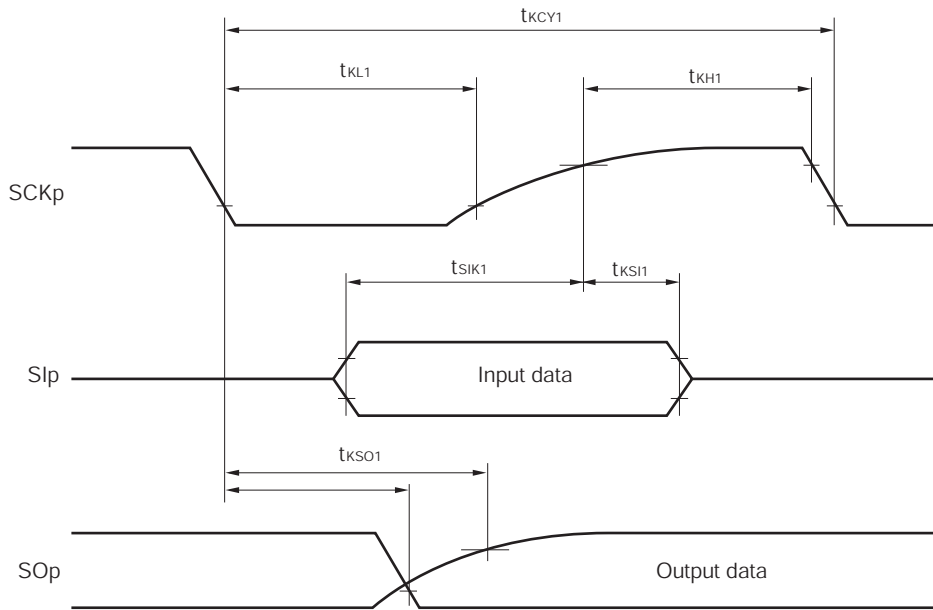 tKCY1
tKL1
tKH1
SCKp
tSIK1
tKSI1
SIp
Input data
tKSO1
SOp
Output data